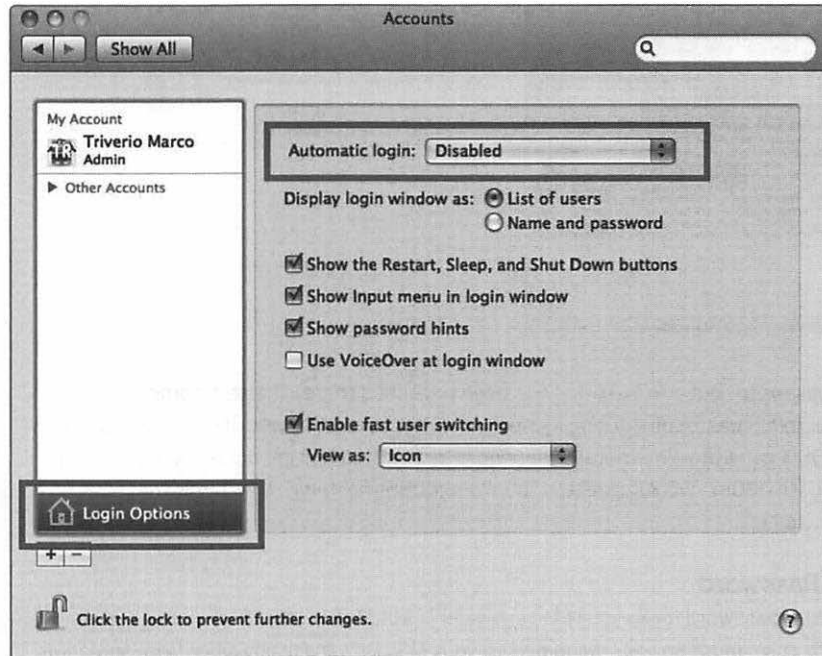 Accounts
Show All
My Account
Triverio Marco
Admin
Other Accounts
Login Options
Automatic login: Disabled
Display login window as: List of users
Name and password
Show the Restart, Sleep, and Shut Down buttons
Show Input menu in login window
Show password hints
Use VoiceOver at login window
Enable fast user switching
View as: Icon
+ -
Click the lock to prevent further changes.
?